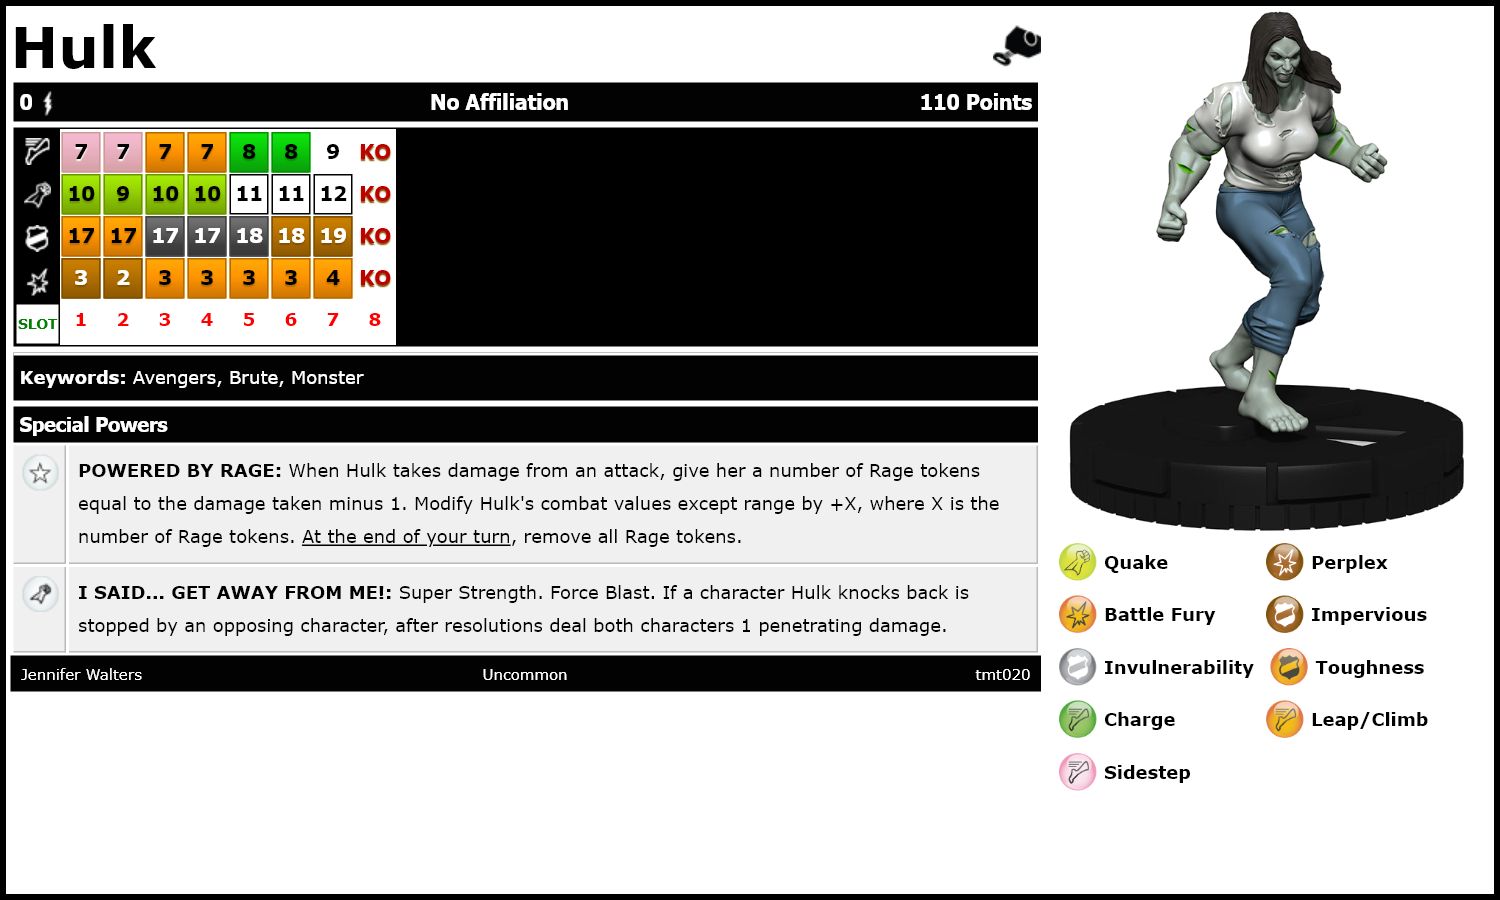 Hulk
0 No Affiliation 110 Points
7 7 7 7 8 8 9 KO
10 9 10 10 11 11 12 KO
17 17 17 17 18 18 19 KO
3 2 3 3 3 3 4 KO
SLOT 1 2 3 4 5 6 7 8
Keywords: Avengers, Brute, Monster
Special Powers
POWERED BY RAGE: When Hulk takes damage from an attack, give her a number of Rage tokens
equal to the damage taken minus 1. Modify Hulk's combat values except range by +X, where X is the
number of Rage tokens. At the end of your turn, remove all Rage tokens.
I SAID... GET AWAY FROM ME!: Super Strength. Force Blast. If a character Hulk knocks back is
stopped by an opposing character, after resolutions deal both characters 1 penetrating damage.
Jennifer Walters Uncommon tmt020
Quake Perplex
Battle Fury Impervious
Invulnerability Toughness
Charge Leap/Climb
Sidestep